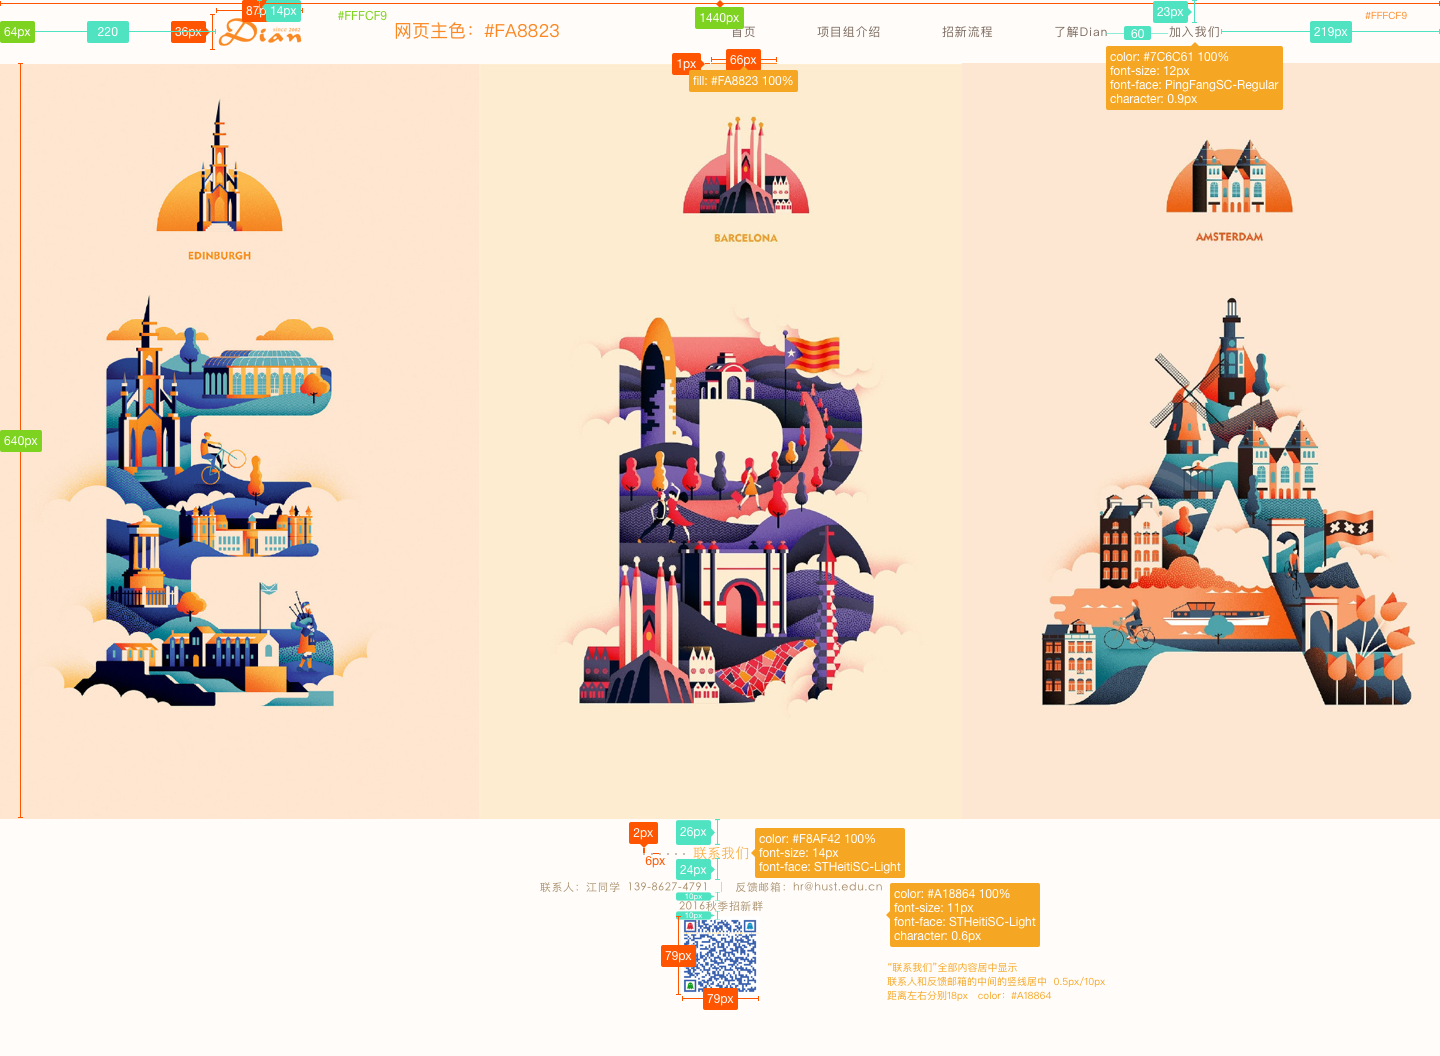 87p
14px
#FFFCF9
1440px
23px
#FFFCF9
64px
220
36px
Dian
SINCE 2002
网页主色：#FA8823
首页
项目组介绍
招新流程
了解Dian
60
加入我们
219px
1px
66px
fill: #FA8823 100%
color: #7C6C61 100%
font-size: 12px
font-face: PingFangSC-Regular
character: 0.9px
EDINBURGH
BARCELONA
AMSTERDAM
640px
2px
26px
6px
联系我们
24px
color: #F8AF42 100%
font-size: 14px
font-face: STHeitiSC-Light
联系人：江同学 139-8627-4791 | 反馈邮箱：hr@hust.edu.cn
10px
2016秋季招新群
10px
color: #A18864 100%
font-size: 11px
font-face: STHeitiSC-Light
character: 0.6px
79px
79px
“联系我们”全部内容居中显示
联系人和反馈邮箱的中间的竖线居中 0.5px/10px
距离左右分别18px color：#A18864